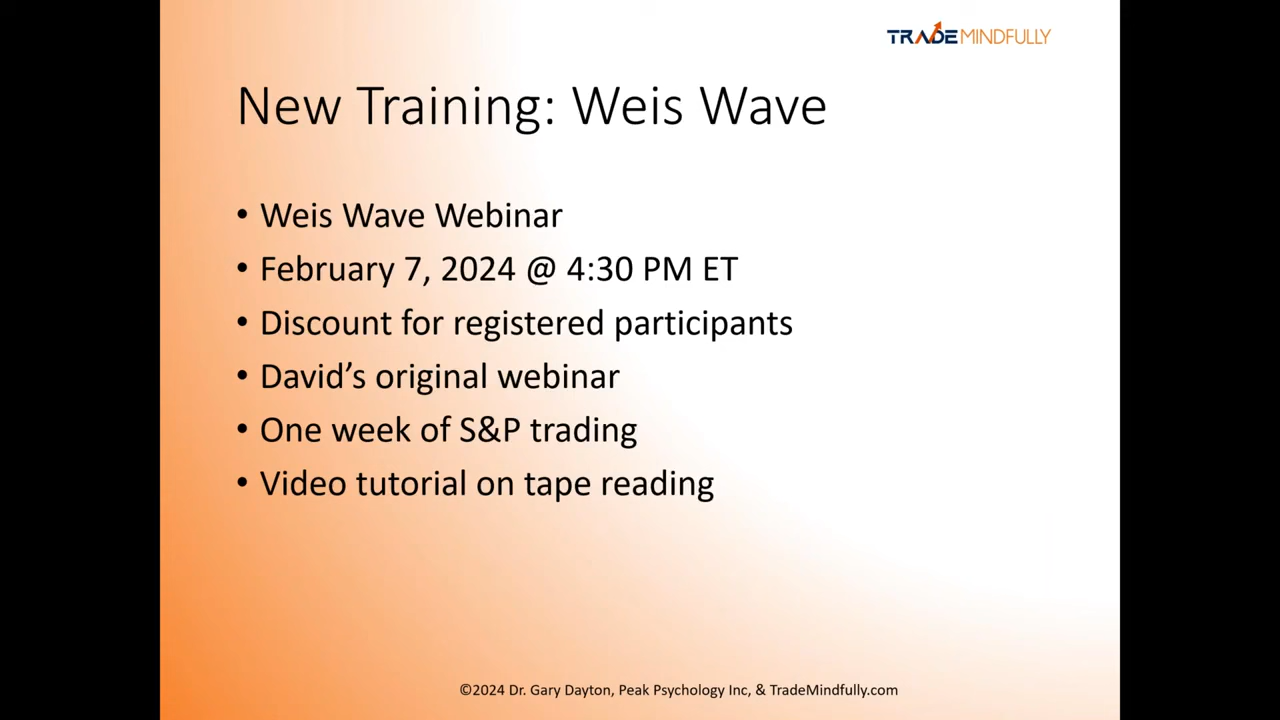 TRADEMINDFULLY
New Training: Weis Wave
• Weis Wave Webinar
• February 7, 2024 @ 4:30 PM ET
• Discount for registered participants
• David’s original webinar
• One week of S&P trading
• Video tutorial on tape reading
©2024 Dr. Gary Dayton, Peak Psychology Inc, & TradeMindfully.com